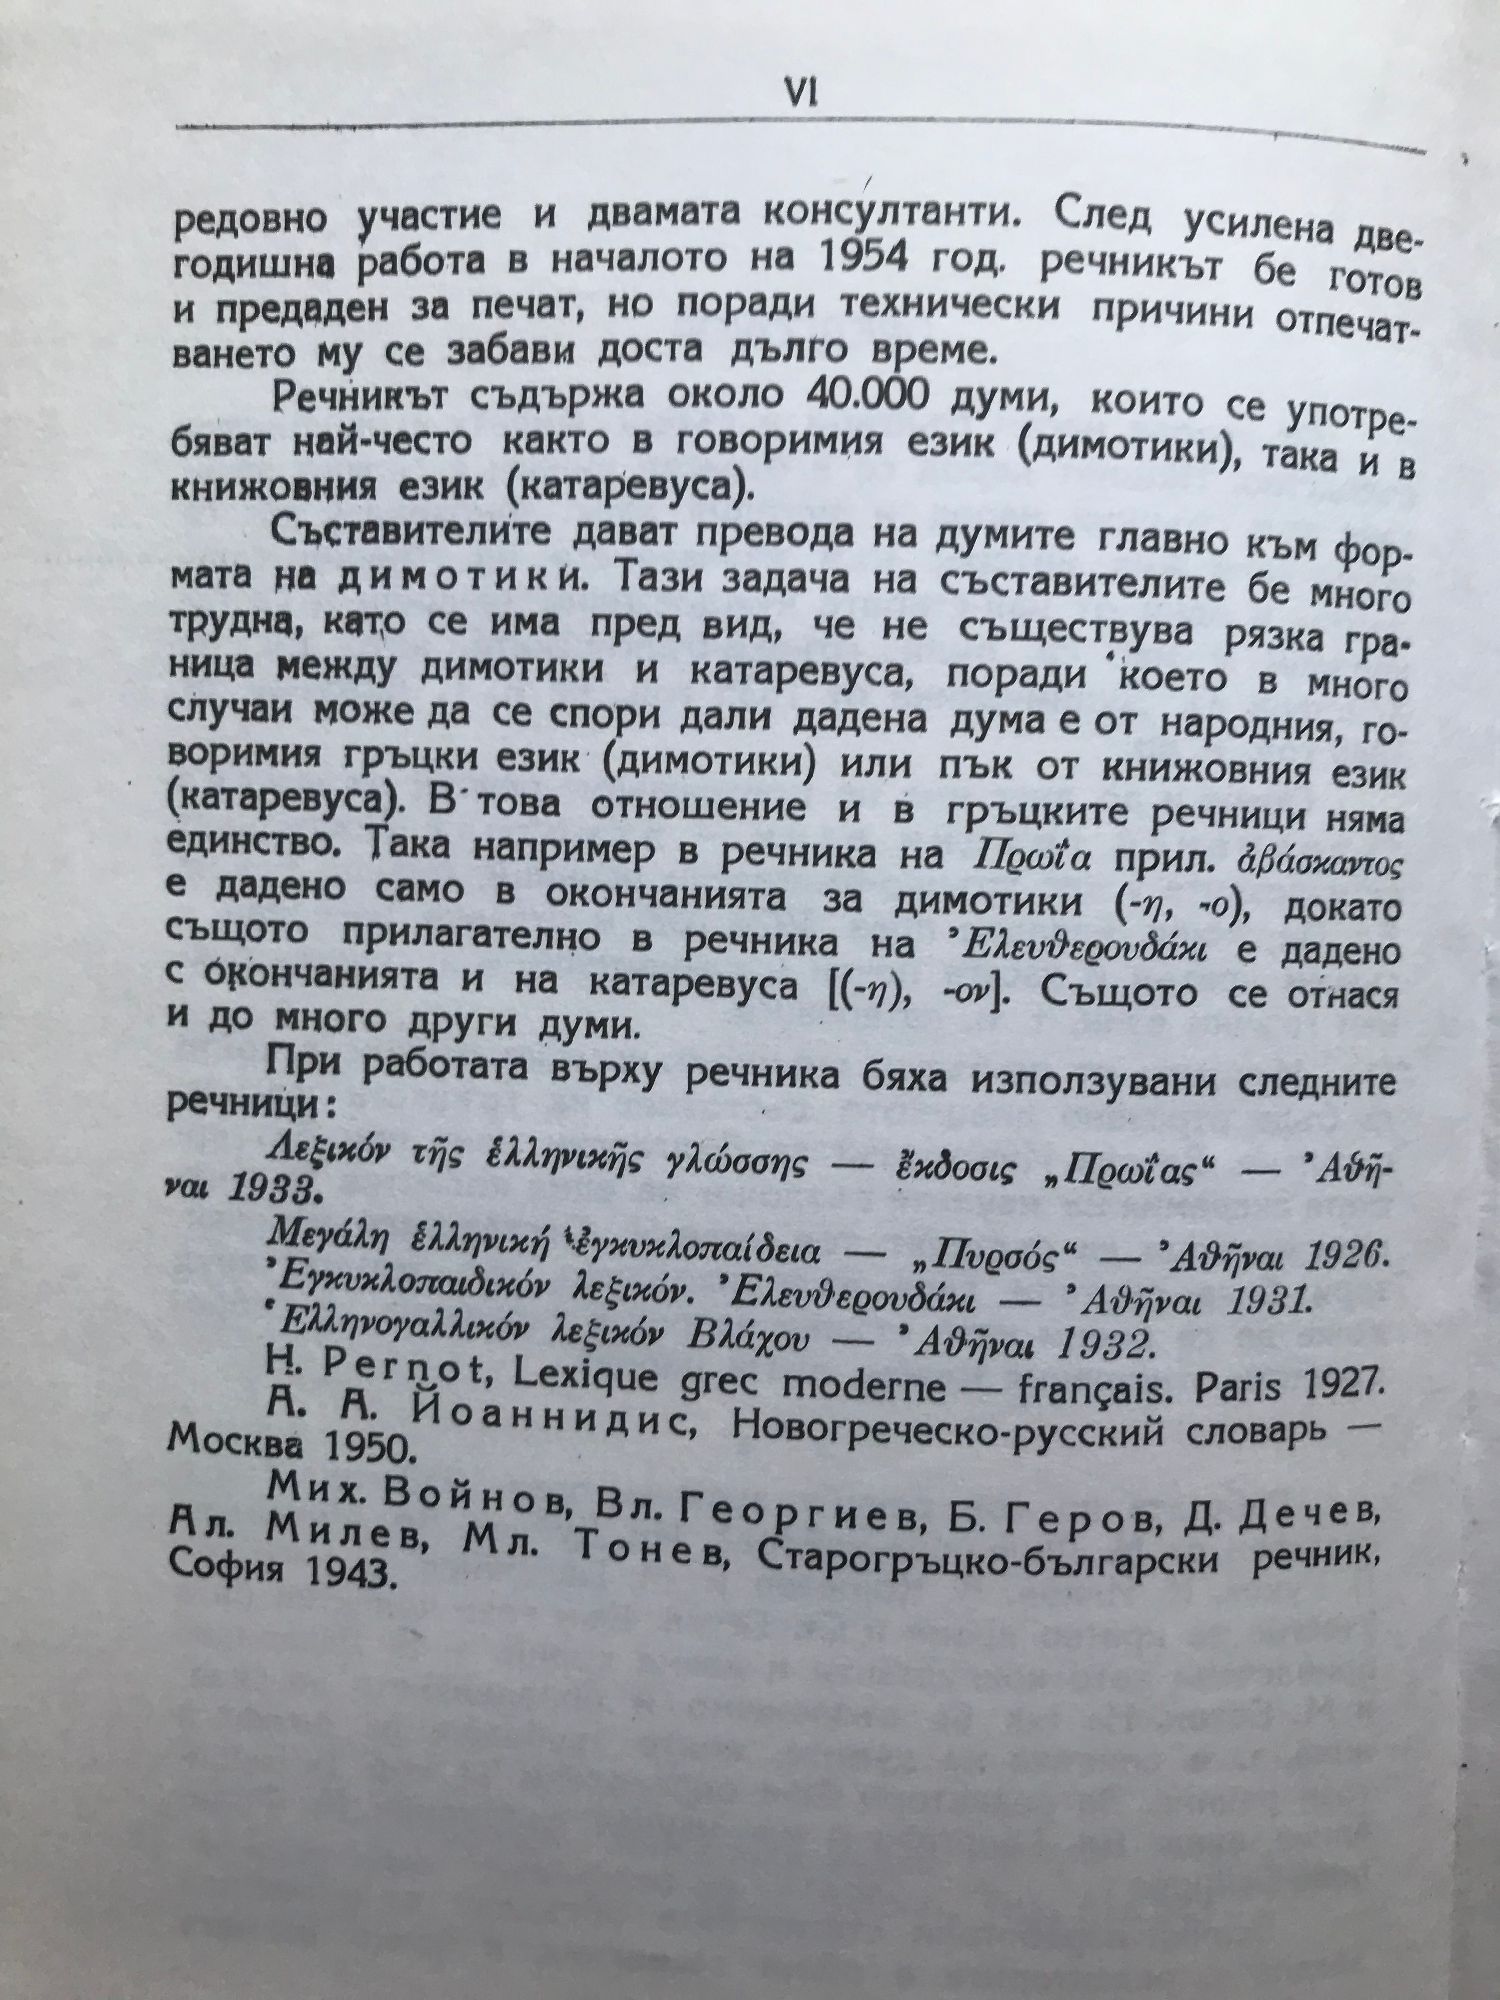 VI
редовно участие и двамата консултанти. След усилена две-
годишна работа в началото на 1954 год. речникът бе готов
и предаден за печат, но поради технически причини отпечат-
ването му се забави доста дълго време.
Речникът съдържа около 40.000 думи, които се употре-
бяват най-често както в говоримия език (димотики), така и в
книжовния език (катаревуса).
Съставителите дават превода на думите главно към фор-
мата на димотики. Тази задача на съставителите бе много
трудна, като се има пред вид, че не съществува рязка гра-
ница между димотики и катаревуса, поради което в много
случаи може да се спори дали дадена дума е от народния, го-
воримия гръцки език (димотики) или пък от книжовния език
(катаревуса). В това отношение и в гръцките речници няма
единство. Така например в речника на Πρωΐα прил. ἀβάσκαντος
е дадено само в окончанията за димотики (-η, -ο), докато
същото прилагателно в речника на Ἐλευθερουδάκι е дадено
с окончанията и на катаревуса [(-η), -ον]. Същото се отнася
и до много други думи.
При работата върху речника бяха използувани следните
речници:
Λεξικόν τῆς ἑλληνικῆς γλώσσης — ἔκδοσις „Πρωΐας“ — Ἀθῆ-
ναι 1933.
Μεγάλη ἑλληνική ἐγκυκλοπαίδεια — „Πυρσός“ — Ἀθῆναι 1926.
Ἐγκυκλοπαιδικόν λεξικόν. Ἐλευθερουδάκι — Ἀθῆναι 1931.
Ἑλληνογαλλικόν λεξικόν Βλάχου — Ἀθῆναι 1932.
H. Pernot, Lexique grec moderne — français. Paris 1927.
А. А. Йоаннидис, Новогреческо-русский словарь —
Москва 1950.
Мих. Войнов, Вл. Георгиев, Б. Геров, Д. Дечев,
Ал. Милев, Мл. Тонев, Старогръцко-български речник,
София 1943.